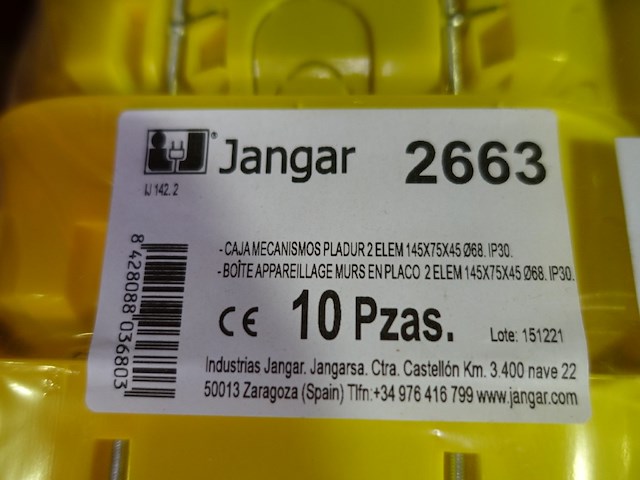 Jangar 2663
IJ 142. 2
- CAJA MECANISMOS PLADUR 2 ELEM 145X75X45 Ø68. IP30.
- BOÎTE APPAREILLAGE MURS EN PLACO 2 ELEM 145X75X45 Ø68. IP30.
CE 10 Pzas. Lote: 151221
Industrias Jangar. Jangarsa. Ctra. Castellón Km. 3.400 nave 22
50013 Zaragoza (Spain) Tlfn:+34 976 416 799 www.jangar.com
8 428088 036803